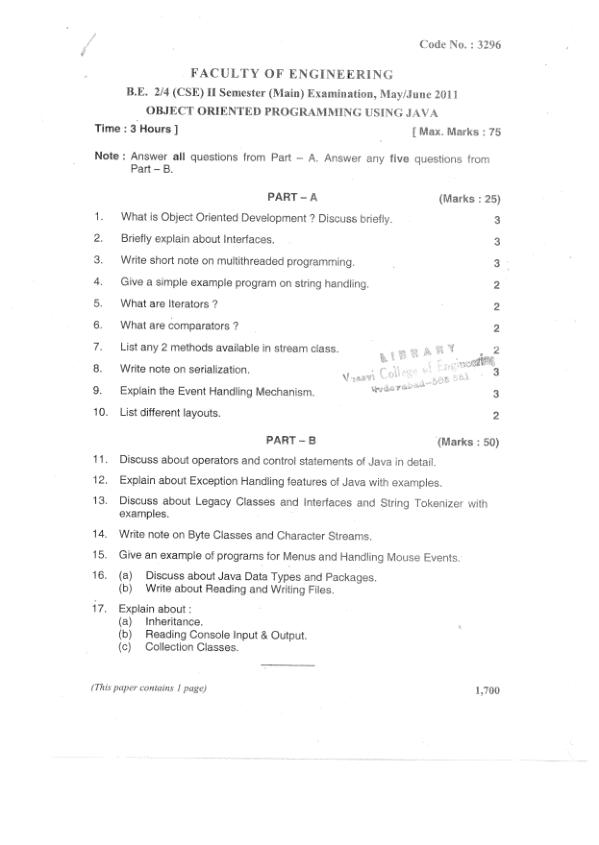 Code No. : 3296
FACULTY OF ENGINEERING
B.E. 2/4 (CSE) II Semester (Main) Examination, May/June 2011
OBJECT ORIENTED PROGRAMMING USING JAVA
Time : 3 Hours ] [ Max. Marks : 75
Note : Answer all questions from Part – A. Answer any five questions from
Part – B.
PART – A (Marks : 25)
1. What is Object Oriented Development ? Discuss briefly. 3
2. Briefly explain about Interfaces. 3
3. Write short note on multithreaded programming. 3
4. Give a simple example program on string handling. 2
5. What are Iterators ? 2
6. What are comparators ? 2
7. List any 2 methods available in stream class. 2
LIBRARY
8. Write note on serialization. 3
College of Engineering
9. Explain the Event Handling Mechanism. 3
10. List different layouts. 2
PART – B (Marks : 50)
11. Discuss about operators and control statements of Java in detail.
12. Explain about Exception Handling features of Java with examples.
13. Discuss about Legacy Classes and Interfaces and String Tokenizer with
examples.
14. Write note on Byte Classes and Character Streams.
15. Give an example of programs for Menus and Handling Mouse Events.
16. (a) Discuss about Java Data Types and Packages.
(b) Write about Reading and Writing Files.
17. Explain about :
(a) Inheritance.
(b) Reading Console Input & Output.
(c) Collection Classes.
(This paper contains 1 page) 1,700